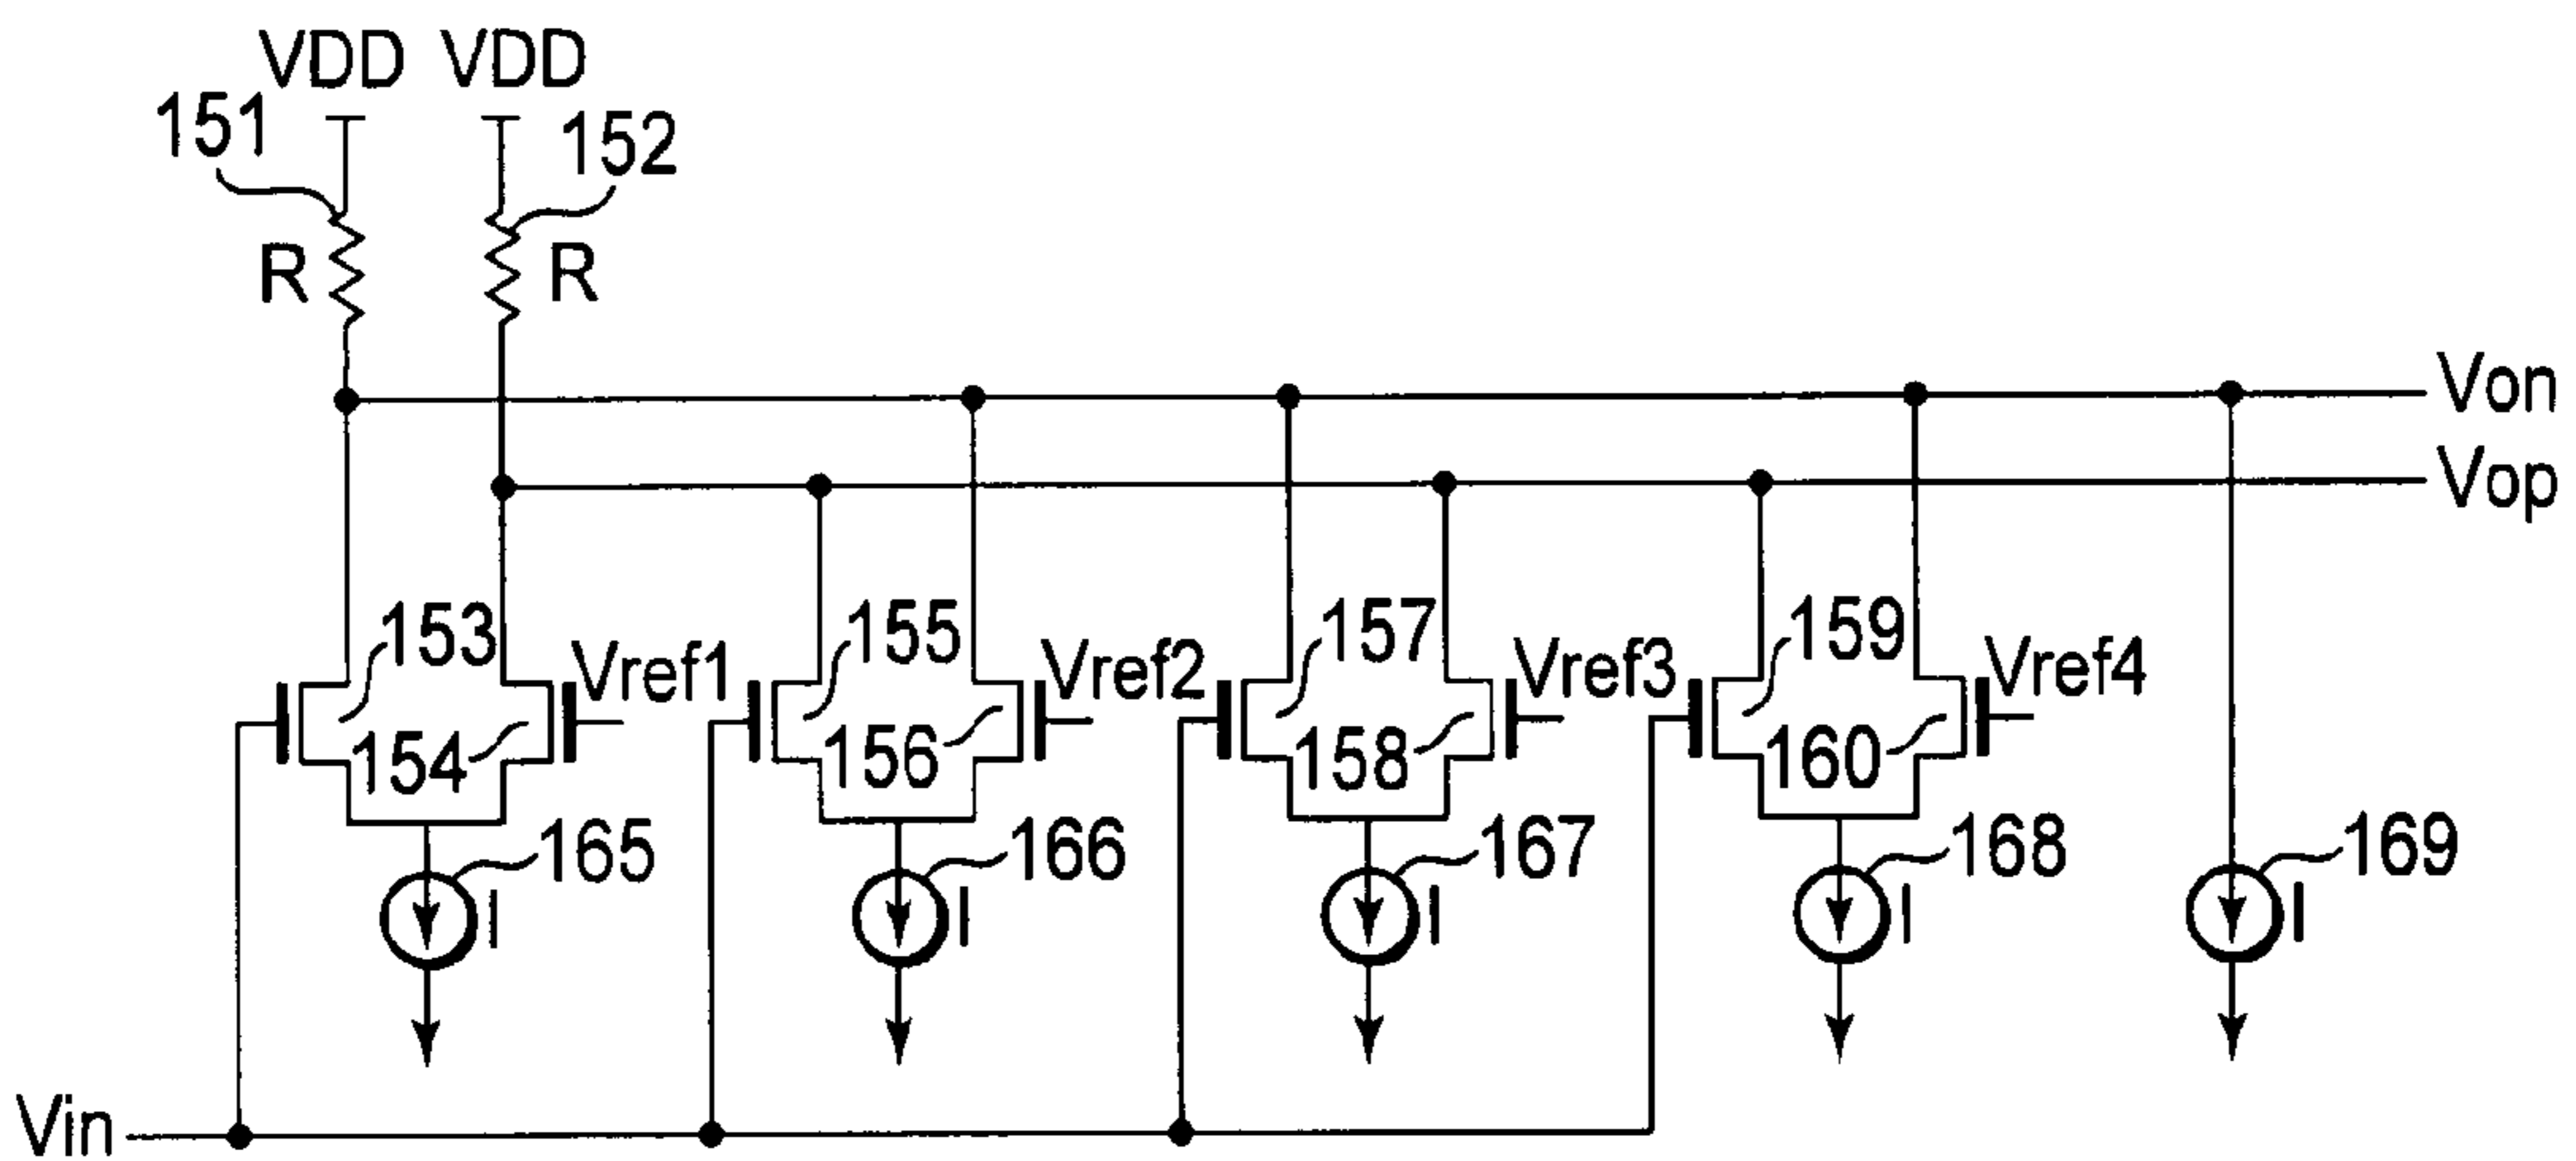 VDD VDD
151 152
R R
Von
Vop
153 Vref1 155 Vref2 157 Vref3 159 Vref4
154 156 158 160
165 166 167 168 169
I I I I I
Vin